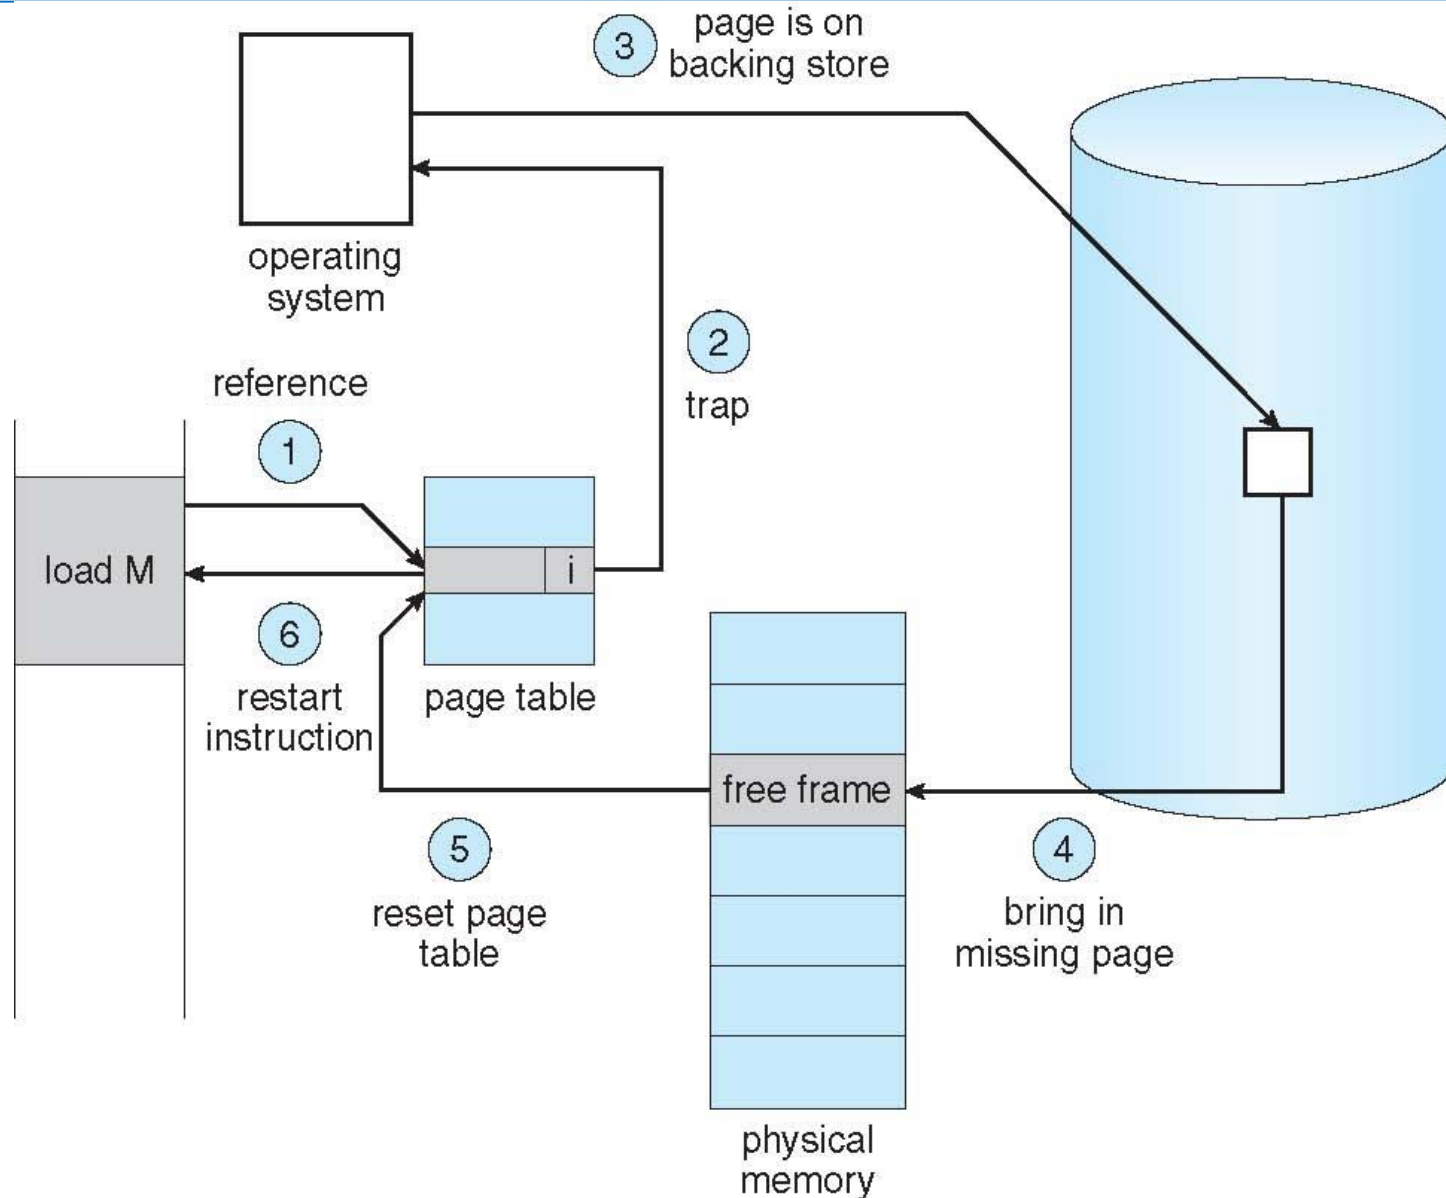 3
page is on
backing store
operating
system
2
trap
reference
1
load M
i
6
restart
instruction
page table
free frame
5
reset page
table
4
bring in
missing page
physical
memory